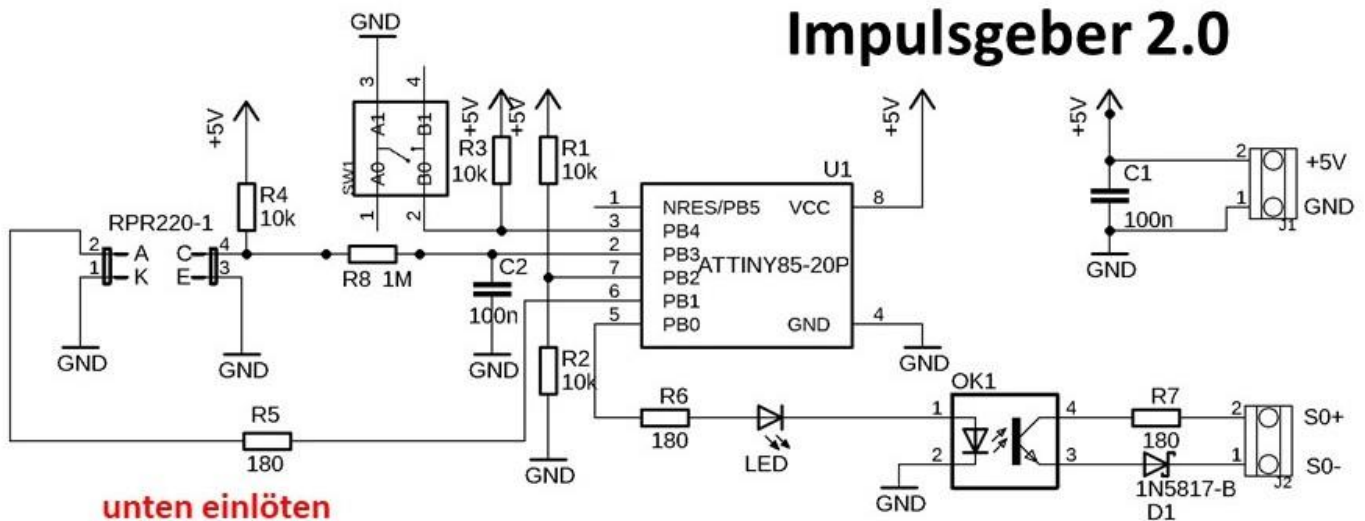 Impulsgeber 2.0
GND
3
4
A1
B1
SW1
A0
B0
1
2
+5V
R4
10k
RPR220-1
2
A
1
K
C
4
E
3
GND
GND
R8 1M
C2
100n
GND
+5V
R3
10k
+5V
R1
10k
R2
10k
GND
U1
1
NRES/PB5
3
PB4
2
PB3
7
PB2
6
PB1
5
PB0
ATTINY85-20P
VCC
8
GND
4
+5V
GND
+5V
C1
100n
GND
2
+5V
1
GND
J1
R5
180
R6
180
LED
OK1
1
2
GND
4
3
R7
180
1N5817-B
D1
2
S0+
1
S0-
J2
unten einlöten